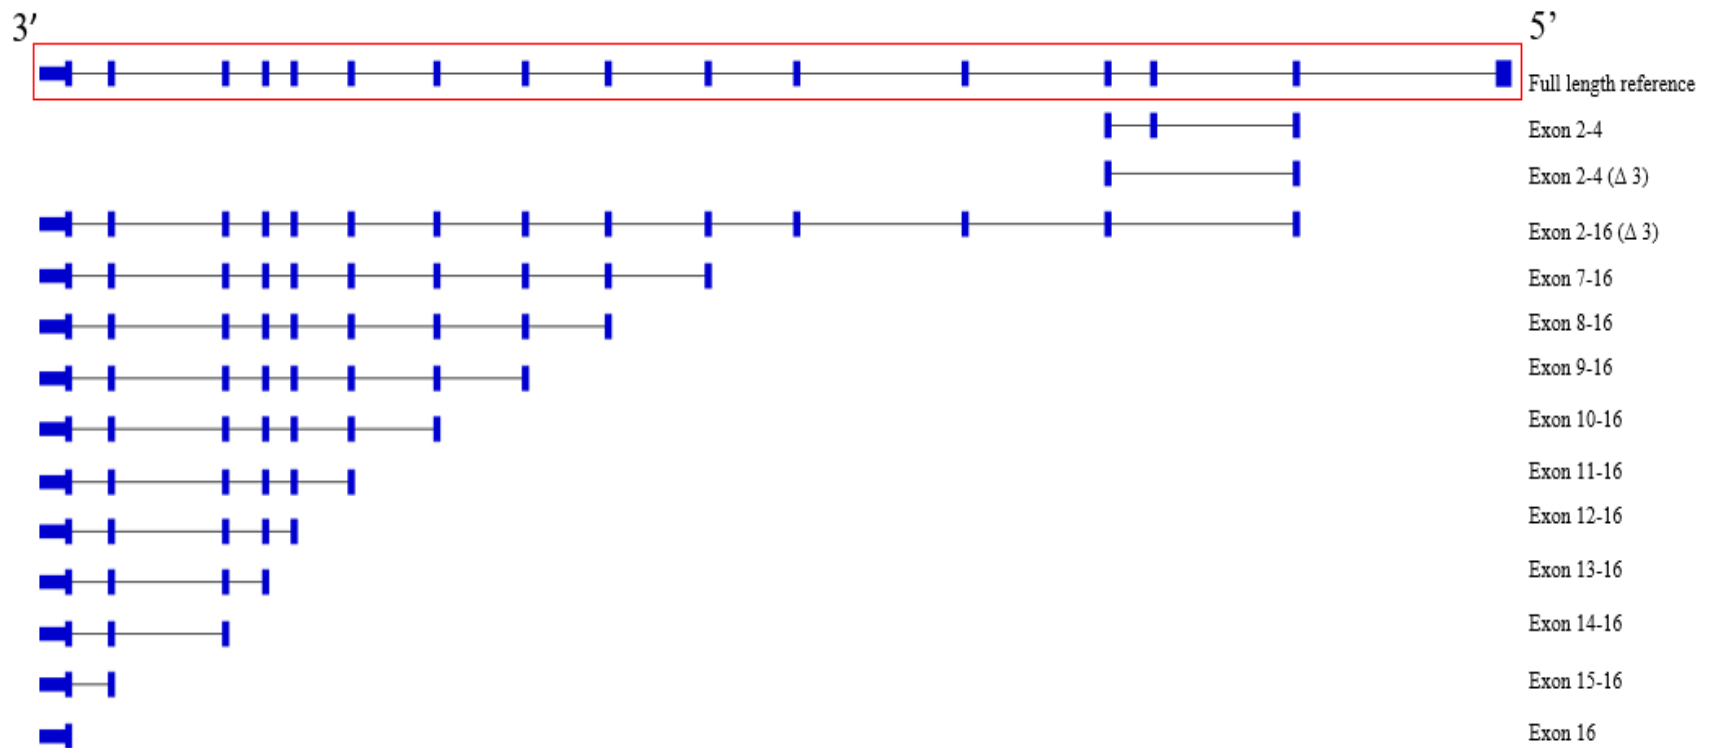 3′
5’
Full length reference
Exon 2-4
Exon 2-4 (Δ 3)
Exon 2-16 (Δ 3)
Exon 7-16
Exon 8-16
Exon 9-16
Exon 10-16
Exon 11-16
Exon 12-16
Exon 13-16
Exon 14-16
Exon 15-16
Exon 16